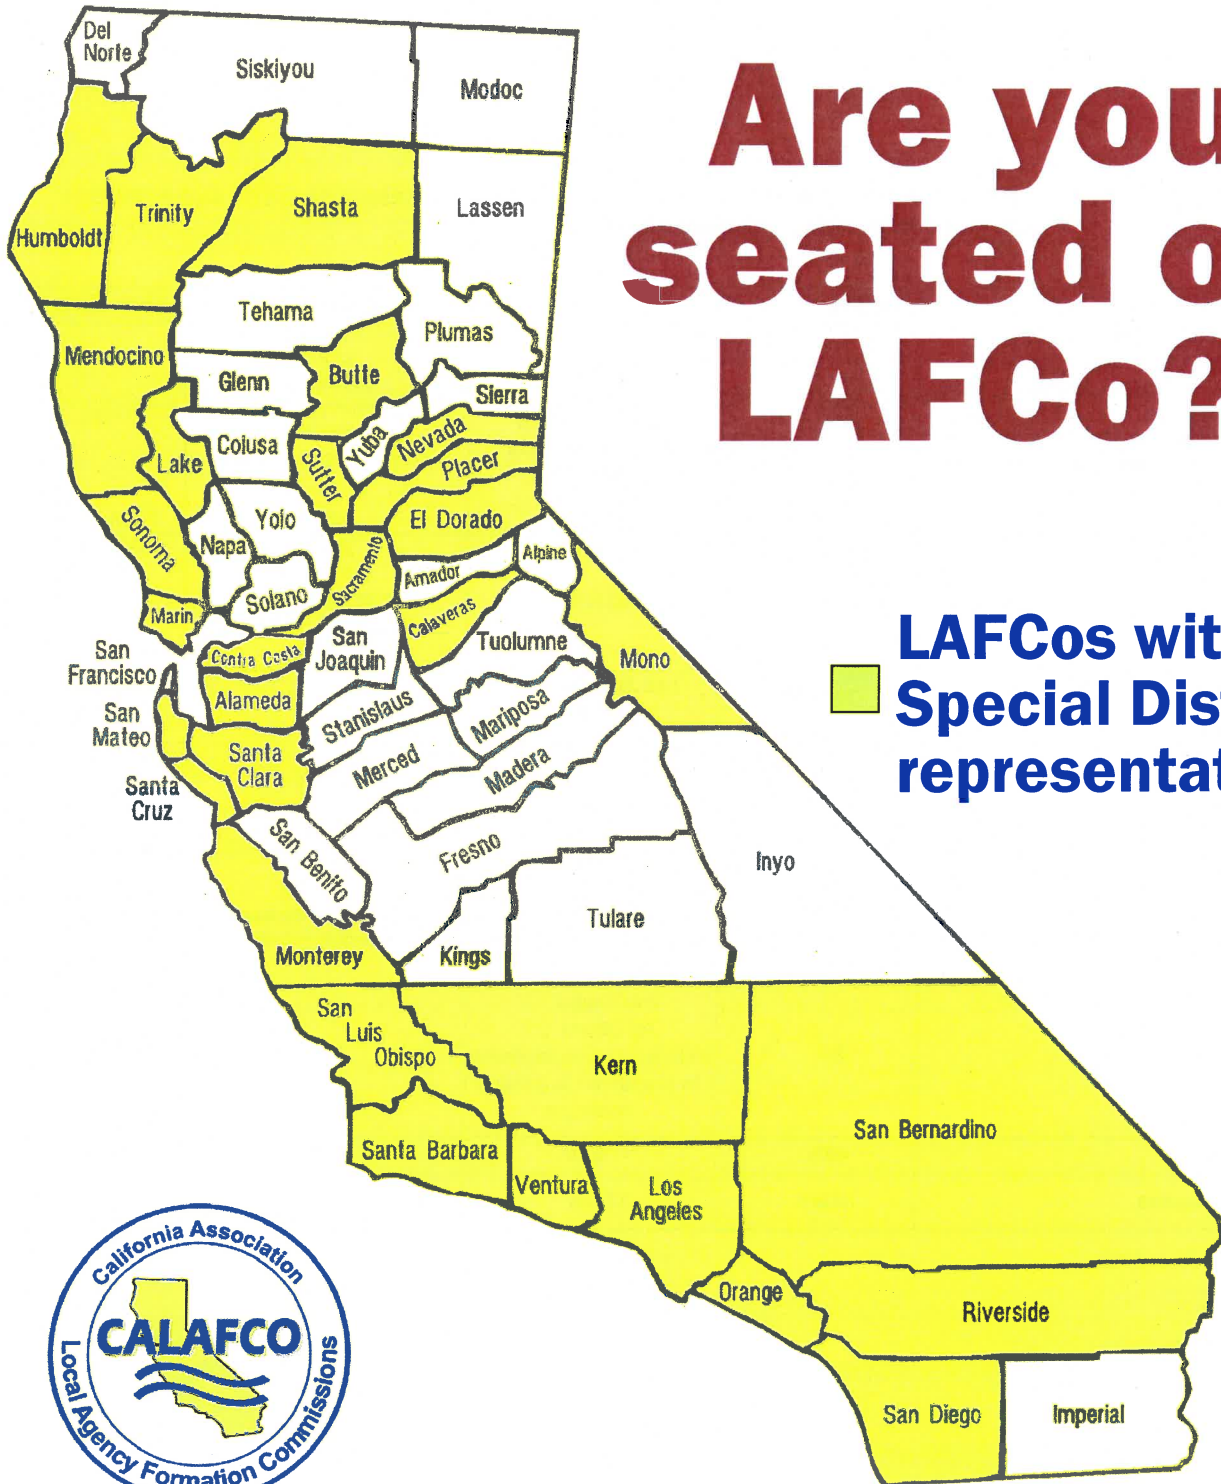 Are you
seated o
LAFCo?
LAFCos wit
Special Dis
representat
Del
Norte
Siskiyou
Modoc
Humboldt
Trinity
Shasta
Lassen
Tehama
Plumas
Mendocino
Glenn
Butte
Sierra
Colusa
Lake
Sutter
Yuba
Nevada
Placer
Sonoma
Napa
Yolo
El Dorado
Sacramento
Alpine
Amador
Solano
Marin
Calaveras
San
Francisco
Contra Costa
San
Joaquin
Tuolumne
Mono
Alameda
San
Mateo
Stanislaus
Mariposa
Santa
Clara
Merced
Madera
Santa
Cruz
San Benito
Fresno
Inyo
Tulare
Monterey
Kings
San
Luis
Obispo
Kern
San Bernardino
Santa Barbara
Ventura
Los
Angeles
Orange
Riverside
San Diego
Imperial
California Association
CALAFCO
Local Agency Formation Commissions